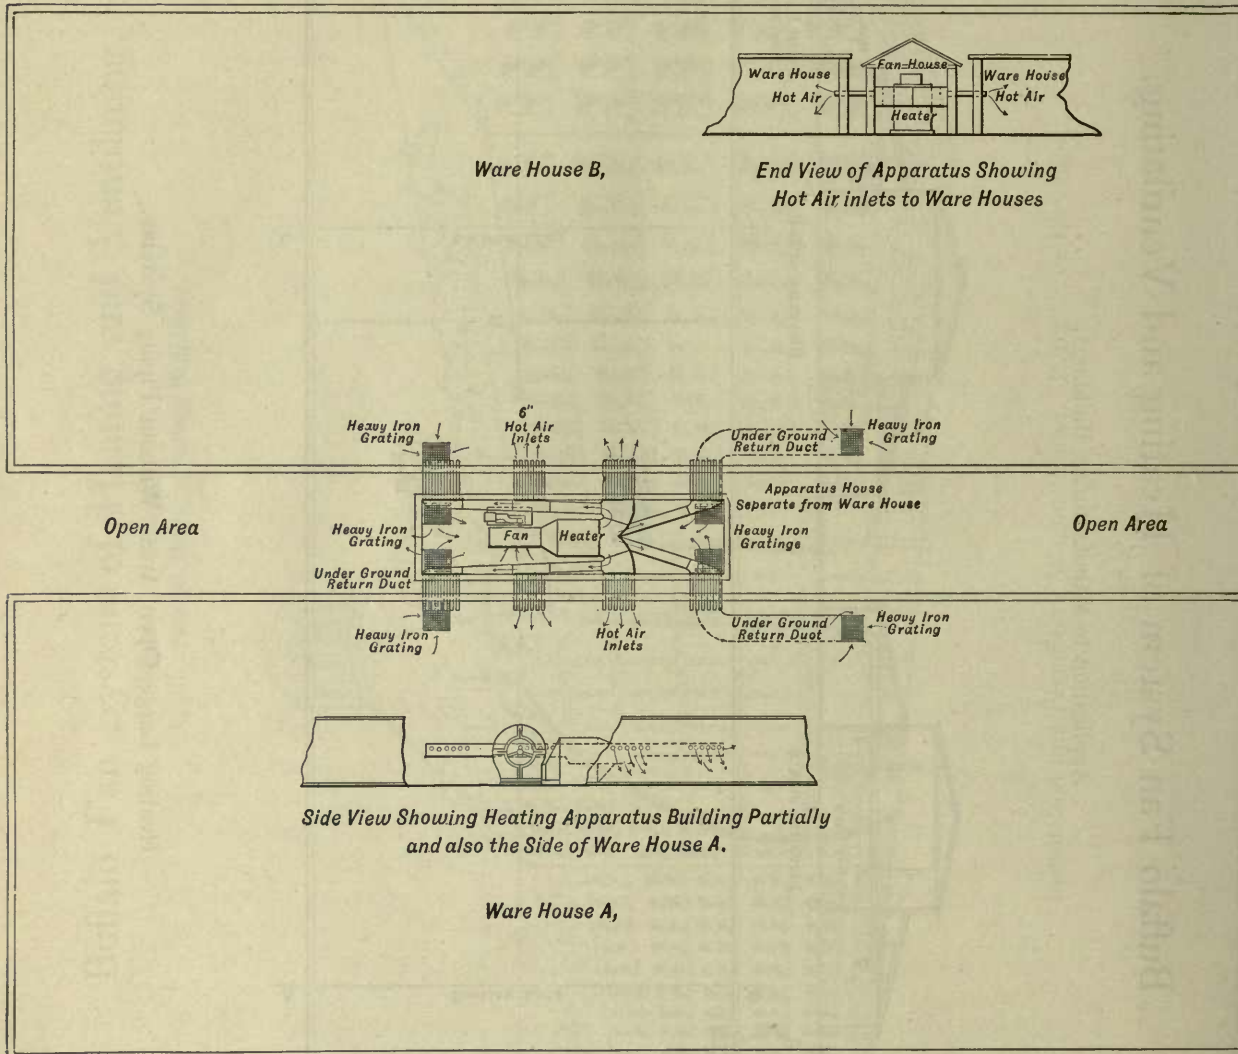 Fan House
Ware House
Ware House
Hot Air
Hot Air
Heater
Ware House B,
End View of Apparatus Showing
Hot Air inlets to Ware Houses
6"
Hot Air
Inlets
Heavy Iron
Grating
Under Ground
Return Duct
Heavy Iron
Grating
Apparatus House
Seperate from Ware House
Open Area
Heavy Iron
Grating
Fan
Heater
Heavy Iron
Gratinge
Open Area
Under Ground
Return Duct
Heavy Iron
Grating
Hot Air
Inlets
Under Ground
Return Duot
Heavy Iron
Grating
Side View Showing Heating Apparatus Building Partially
and also the Side of Ware House A.
Ware House A,